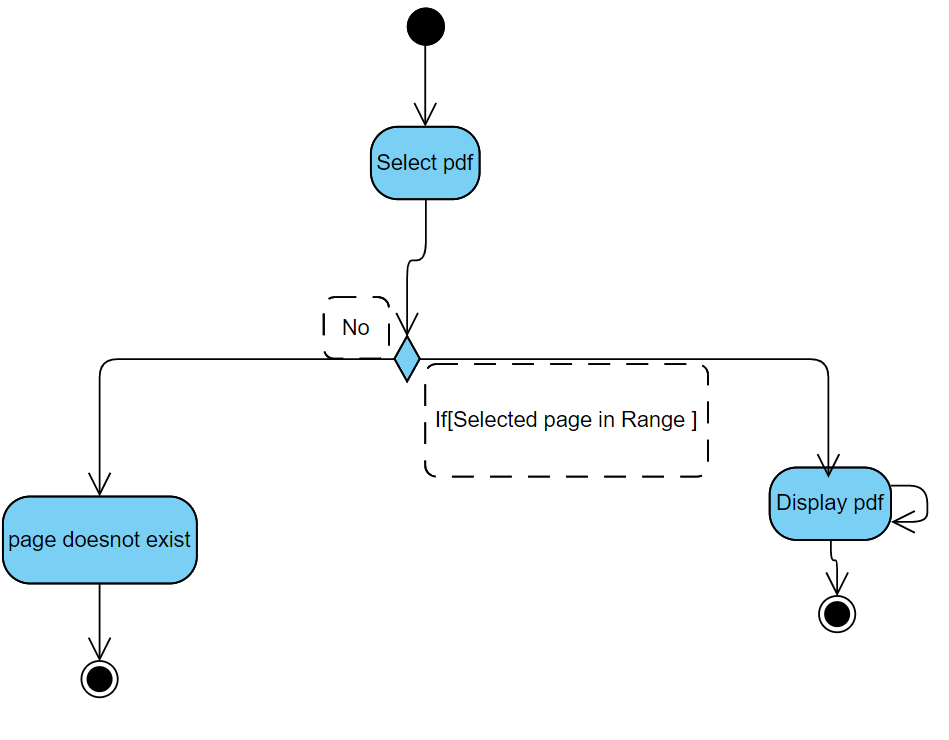 Select pdf
No
If[Selected page in Range ]
Display pdf
page doesnot exist